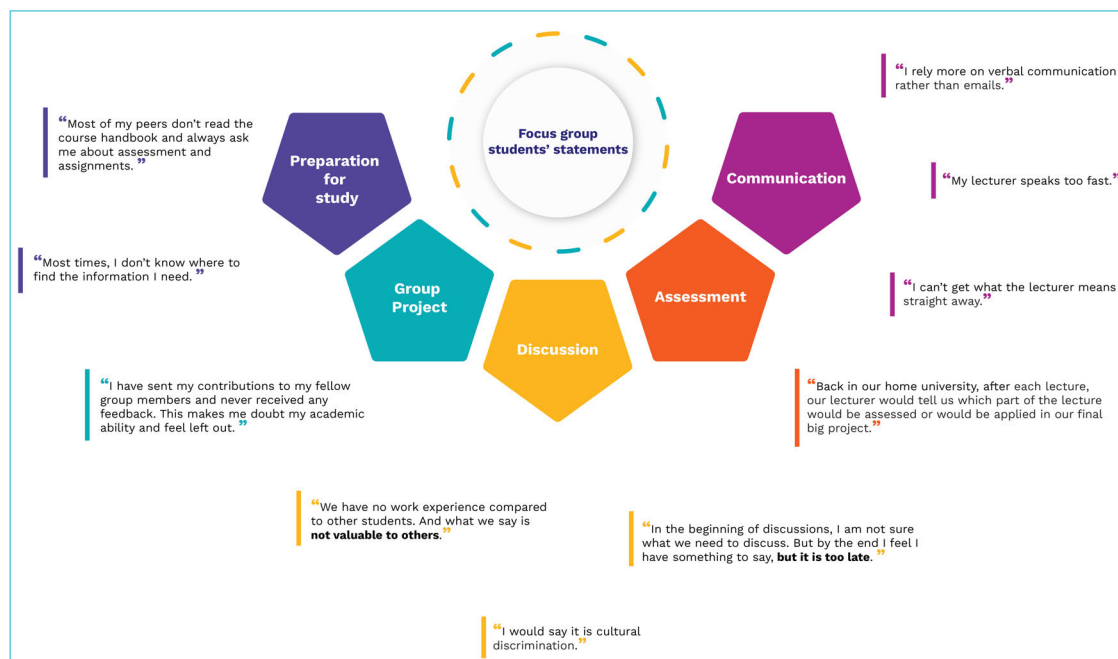 Focus group
students’ statements
“Most of my peers don’t read the
course handbook and always ask
me about assessment and
assignments. ”
Preparation
for
study
“Most times, I don’t know where to
find the information I need. ”
Group
Project
“I have sent my contributions to my fellow
group members and never received any
feedback. This makes me doubt my academic
ability and feel left out. ”
Discussion
“We have no work experience compared
to other students. And what we say is
not valuable to others.”
“I would say it is cultural
discrimination.”
“In the beginning of discussions, I am not sure
what we need to discuss. But by the end I feel I
have something to say, but it is too late. ”
Assessment
“Back in our home university, after each lecture,
our lecturer would tell us which part of the lecture
would be assessed or would be applied in our final
big project.”
Communication
“I rely more on verbal communication
rather than emails.”
“My lecturer speaks too fast.”
“I can’t get what the lecturer means
straight away.”